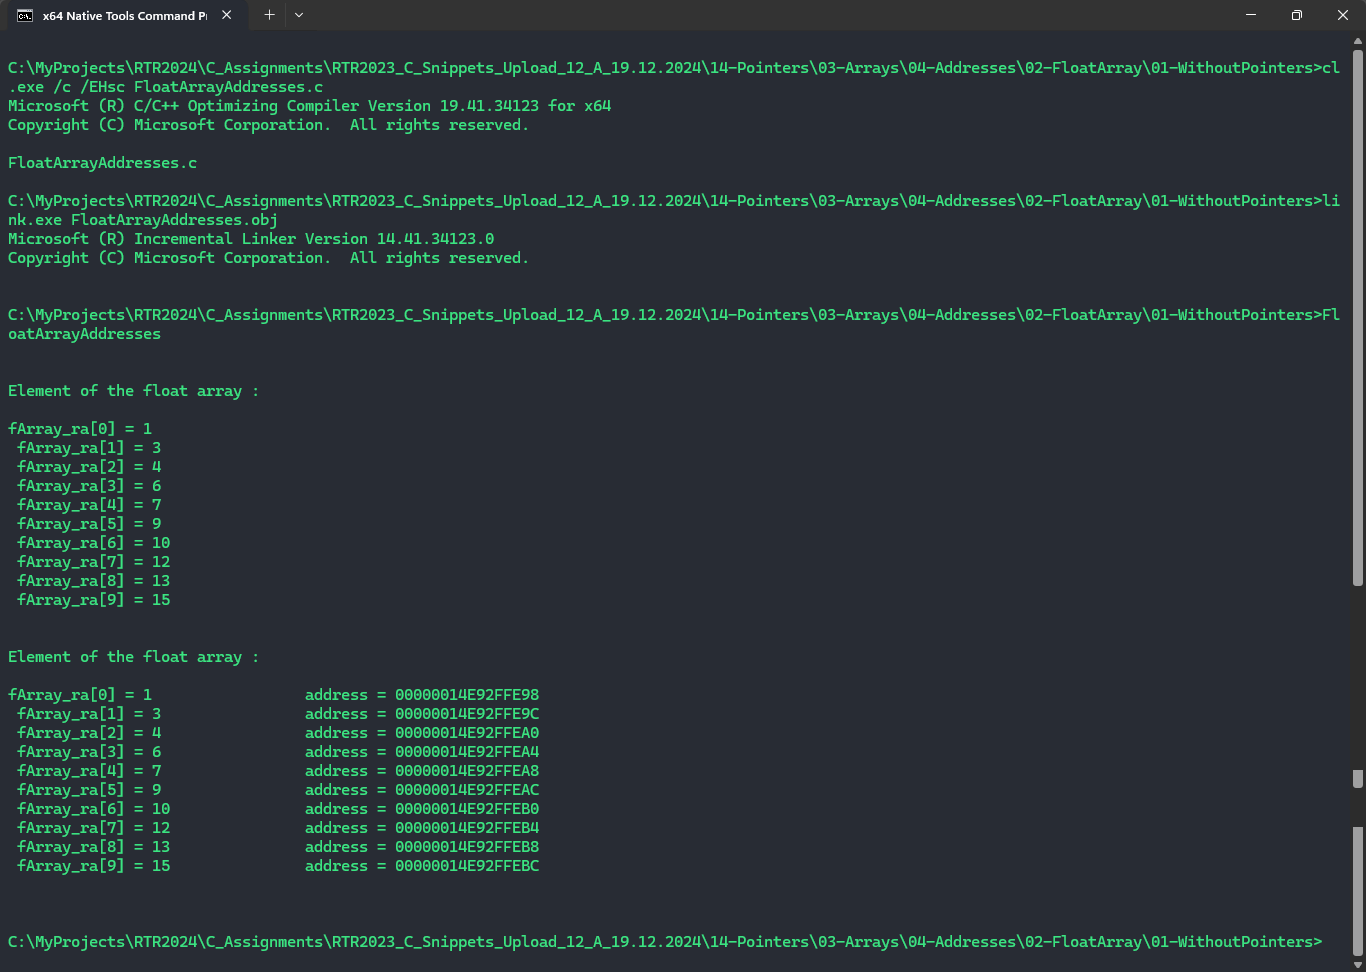 x64 Native Tools Command Pr
C:\MyProjects\RTR2024\C_Assignments\RTR2023_C_Snippets_Upload_12_A_19.12.2024\14-Pointers\03-Arrays\04-Addresses\02-FloatArray\01-WithoutPointers>cl
.exe /c /EHsc FloatArrayAddresses.c
Microsoft (R) C/C++ Optimizing Compiler Version 19.41.34123 for x64
Copyright (C) Microsoft Corporation.  All rights reserved.
FloatArrayAddresses.c
C:\MyProjects\RTR2024\C_Assignments\RTR2023_C_Snippets_Upload_12_A_19.12.2024\14-Pointers\03-Arrays\04-Addresses\02-FloatArray\01-WithoutPointers>li
nk.exe FloatArrayAddresses.obj
Microsoft (R) Incremental Linker Version 14.41.34123.0
Copyright (C) Microsoft Corporation.  All rights reserved.
C:\MyProjects\RTR2024\C_Assignments\RTR2023_C_Snippets_Upload_12_A_19.12.2024\14-Pointers\03-Arrays\04-Addresses\02-FloatArray\01-WithoutPointers>Fl
oatArrayAddresses
Element of the float array :
fArray_ra[0] = 1
fArray_ra[1] = 3
fArray_ra[2] = 4
fArray_ra[3] = 6
fArray_ra[4] = 7
fArray_ra[5] = 9
fArray_ra[6] = 10
fArray_ra[7] = 12
fArray_ra[8] = 13
fArray_ra[9] = 15
Element of the float array :
fArray_ra[0] = 1                 address = 00000014E92FFE98
fArray_ra[1] = 3                address = 00000014E92FFE9C
fArray_ra[2] = 4                address = 00000014E92FFEA0
fArray_ra[3] = 6                address = 00000014E92FFEA4
fArray_ra[4] = 7                address = 00000014E92FFEA8
fArray_ra[5] = 9                address = 00000014E92FFEAC
fArray_ra[6] = 10               address = 00000014E92FFEB0
fArray_ra[7] = 12               address = 00000014E92FFEB4
fArray_ra[8] = 13               address = 00000014E92FFEB8
fArray_ra[9] = 15               address = 00000014E92FFEBC
C:\MyProjects\RTR2024\C_Assignments\RTR2023_C_Snippets_Upload_12_A_19.12.2024\14-Pointers\03-Arrays\04-Addresses\02-FloatArray\01-WithoutPointers>